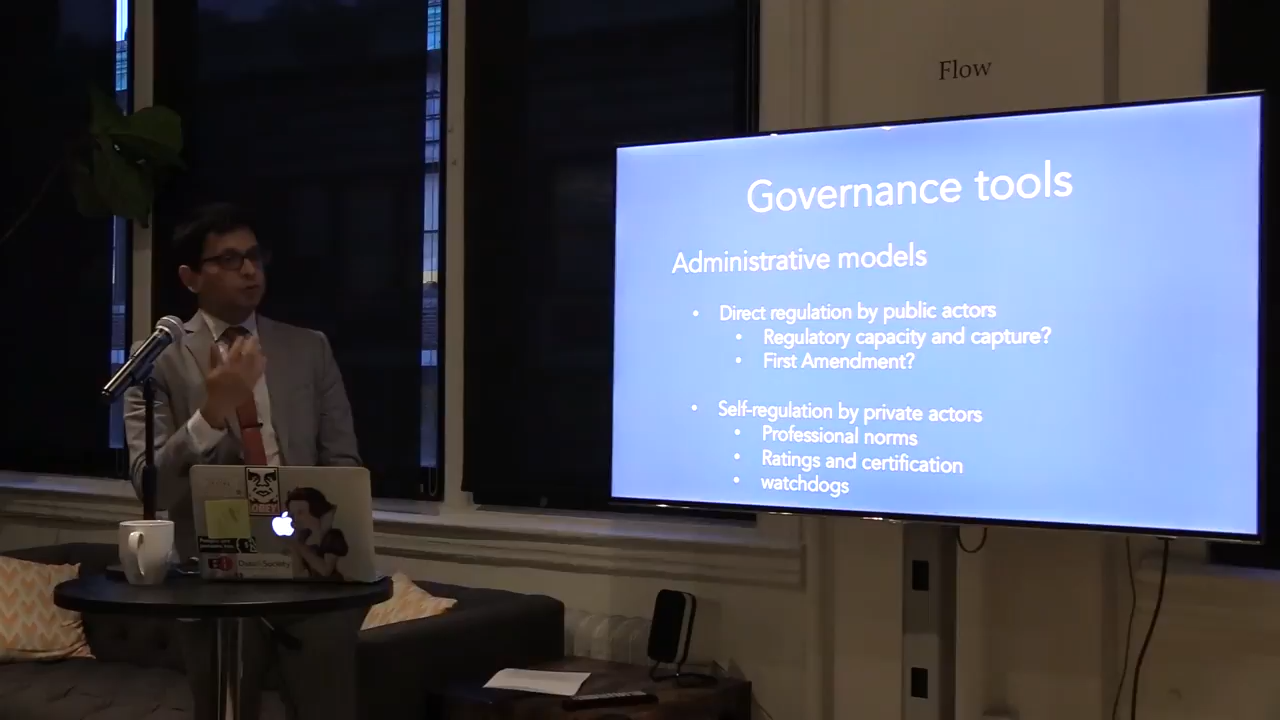 Flow
Governance tools
Administrative models
• Direct regulation by public actors
• Regulatory capacity and capture?
• First Amendment?
• Self-regulation by private actors
• Professional norms
• Ratings and certification
• watchdogs
OBEY